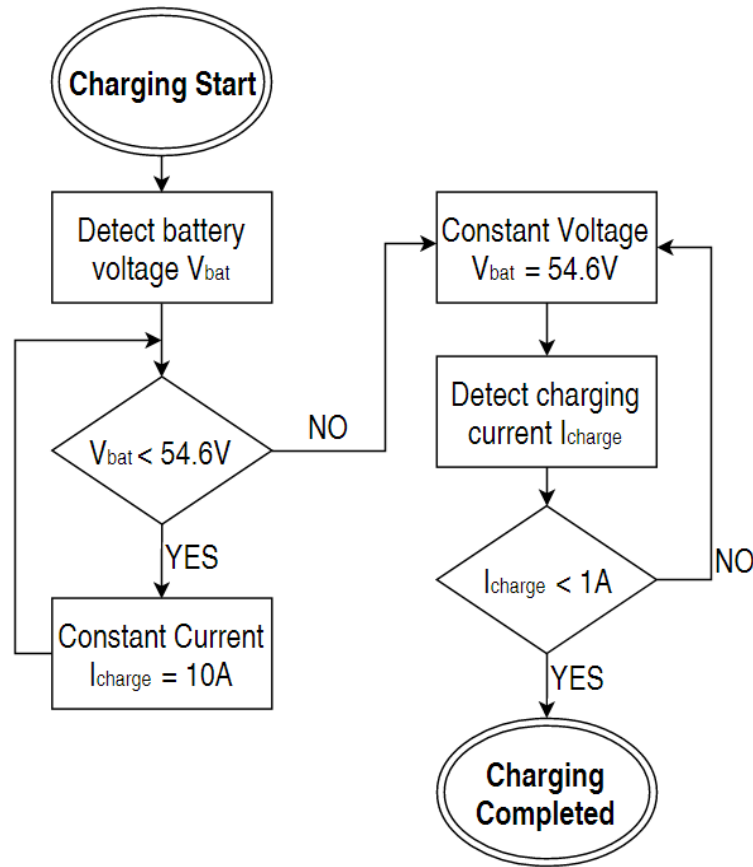 Charging Start
Detect battery
voltage Vbat
Vbat < 54.6V
YES
Constant Current
Icharge = 10A
NO
Constant Voltage
Vbat = 54.6V
Detect charging
current Icharge
Icharge < 1A
NO
YES
Charging
Completed